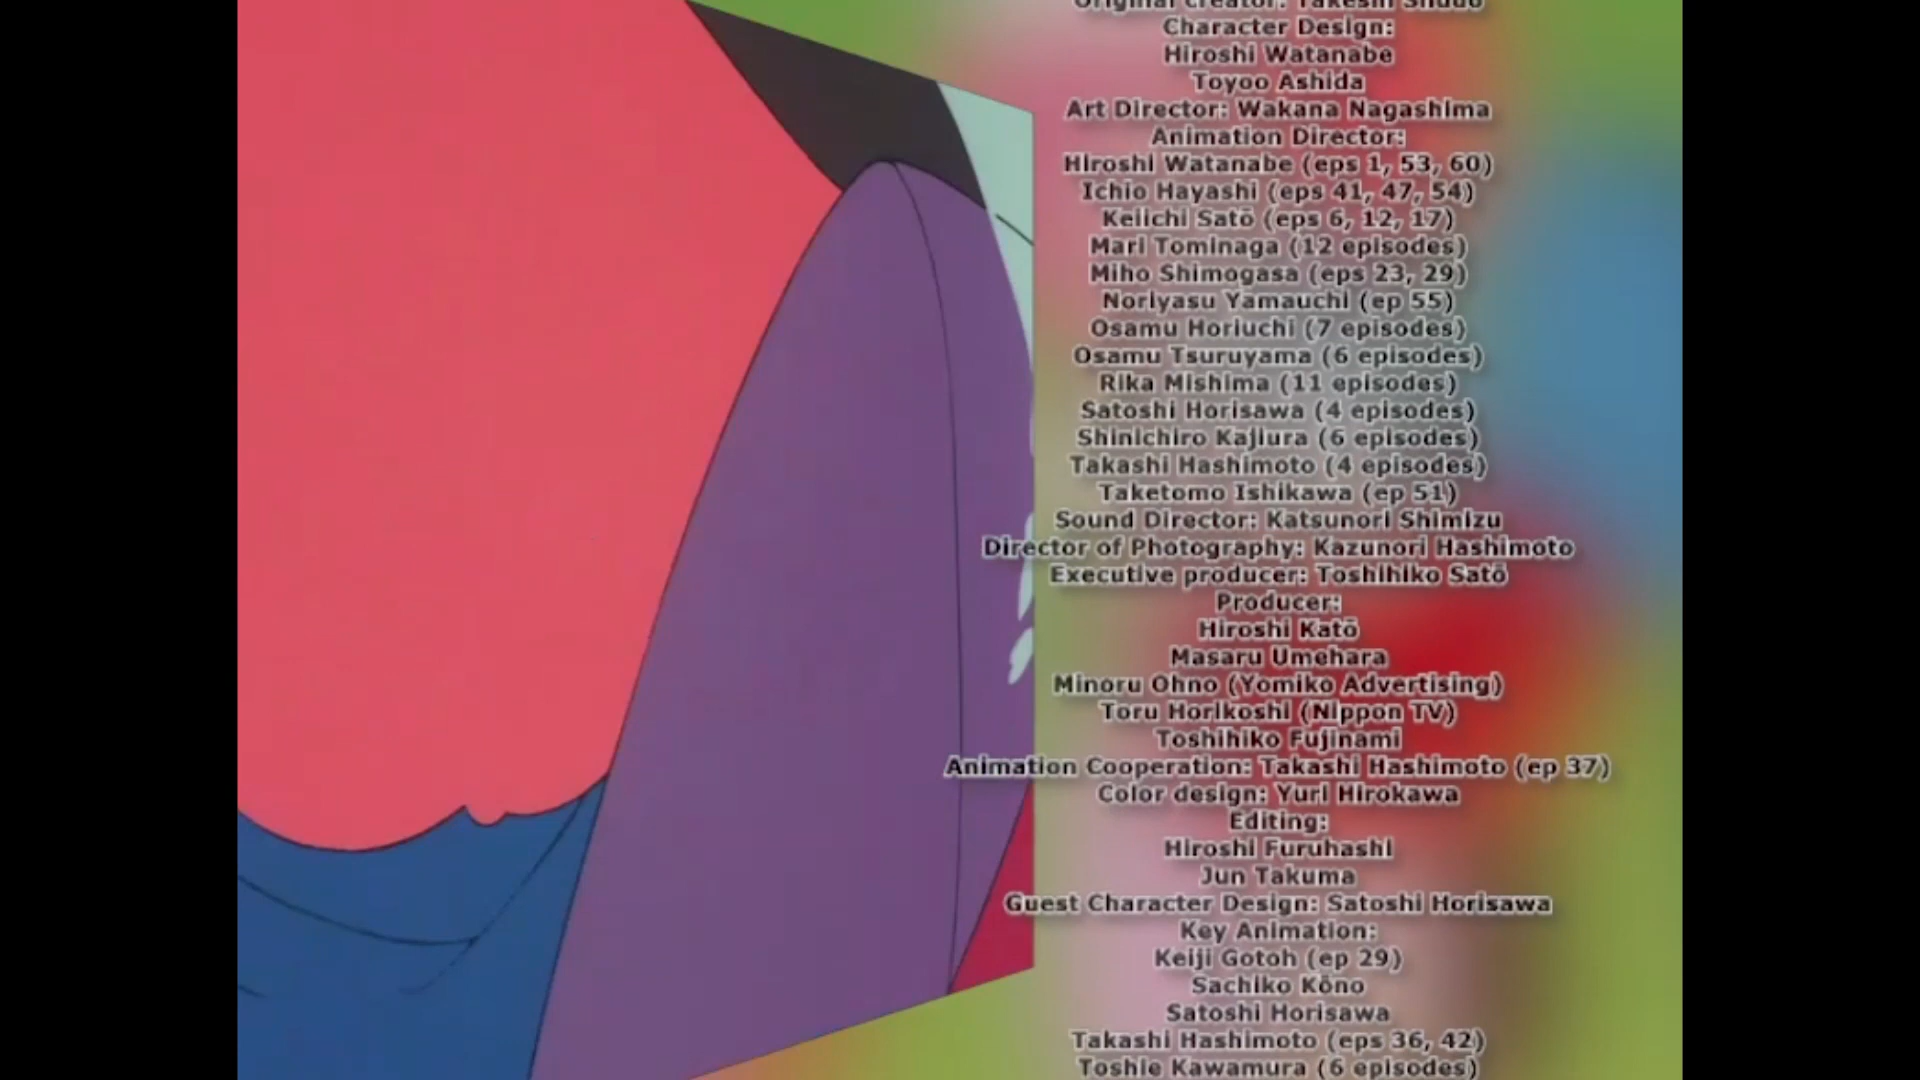 Original creator: Takeshi Shudo
Character Design:
Hiroshi Watanabe
Toyoo Ashida
Art Director: Wakana Nagashima
Animation Director:
Hiroshi Watanabe (eps 1, 53, 60)
Ichio Hayashi (eps 41, 47, 54)
Keiichi Satō (eps 6, 12, 17)
Mari Tominaga (12 episodes)
Miho Shimogasa (eps 23, 29)
Noriyasu Yamauchi (ep 55)
Osamu Horiuchi (7 episodes)
Osamu Tsuruyama (6 episodes)
Rika Mishima (11 episodes)
Satoshi Horisawa (4 episodes)
Shinichiro Kajiura (6 episodes)
Takashi Hashimoto (4 episodes)
Taketomo Ishikawa (ep 51)
Sound Director: Katsunori Shimizu
Director of Photography: Kazunori Hashimoto
Executive producer: Toshihiko Satō
Producer:
Hiroshi Katō
Masaru Umehara
Minoru Ohno (Yomiko Advertising)
Toru Horikoshi (Nippon TV)
Toshihiko Fujinami
Animation Cooperation: Takashi Hashimoto (ep 37)
Color design: Yuri Hirokawa
Editing:
Hiroshi Furuhashi
Jun Takuma
Guest Character Design: Satoshi Horisawa
Key Animation:
Keiji Gotoh (ep 29)
Sachiko Kōno
Satoshi Horisawa
Takashi Hashimoto (eps 36, 42)
Toshie Kawamura (6 episodes)